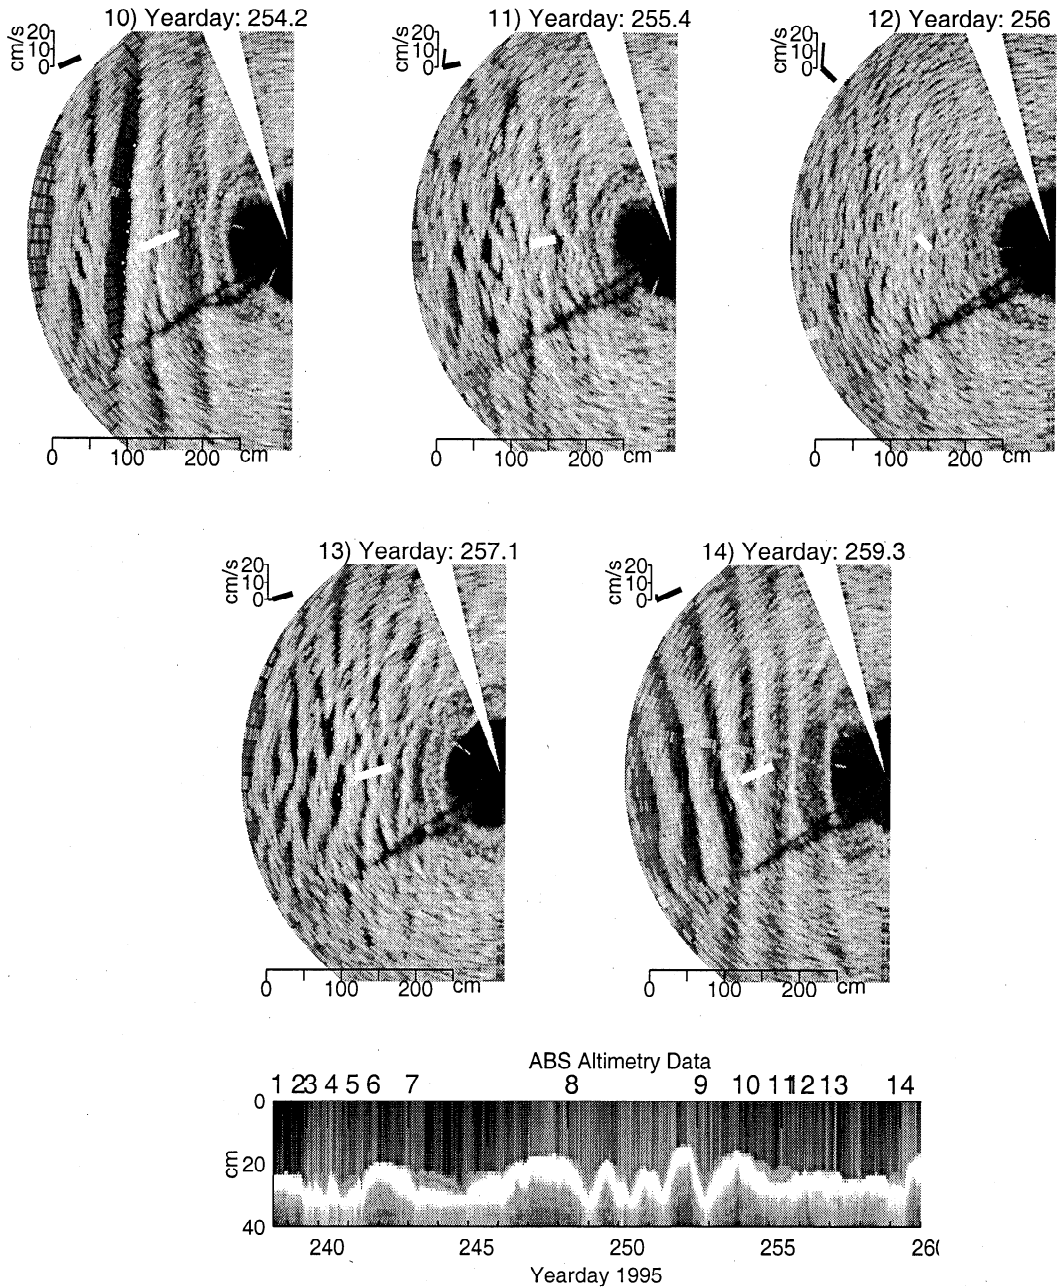 10) Yearday: 254.2
11) Yearday: 255.4
12) Yearday: 256
cm/s
20
10
0
cm/s
20
10
0
cm/s
20
10
0
0 100 200 cm
0 100 200 cm
0 100 200 cm
13) Yearday: 257.1
14) Yearday: 259.3
cm/s
20
10
0
cm/s
20
10
0
0 100 200 cm
0 100 200 cm
ABS Altimetry Data
1 2 3 4 5 6 7 8 9 10 11 12 13 14
cm
0
20
40
240 245 250 255 260
Yearday 1995